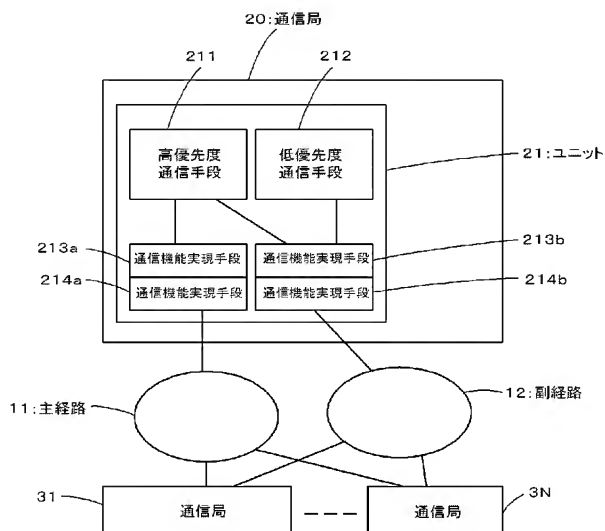 20:通信局
211
212
高優先度
通信手段
低優先度
通信手段
21:ユニット
213a
通信機能実現手段
通信機能実現手段
213b
214a
通信機能実現手段
通信機能実現手段
214b
11:主経路
12:副経路
31
通信局
通信局
3N